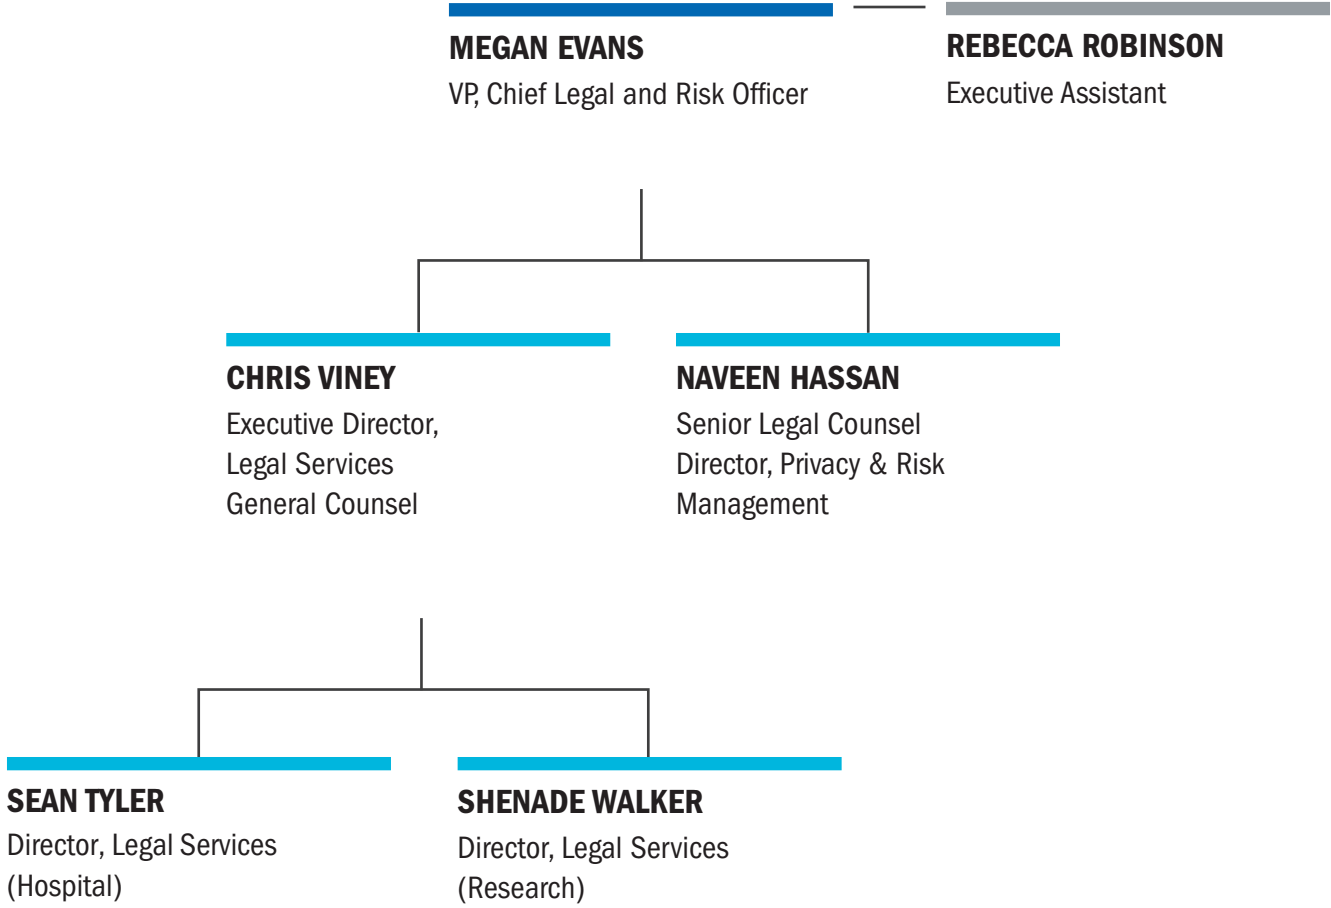 MEGAN EVANS
VP, Chief Legal and Risk Officer
REBECCA ROBINSON
Executive Assistant
CHRIS VINEY
Executive Director,
Legal Services
General Counsel
NAVEEN HASSAN
Senior Legal Counsel
Director, Privacy & Risk
Management
SEAN TYLER
Director, Legal Services
(Hospital)
SHENADE WALKER
Director, Legal Services
(Research)